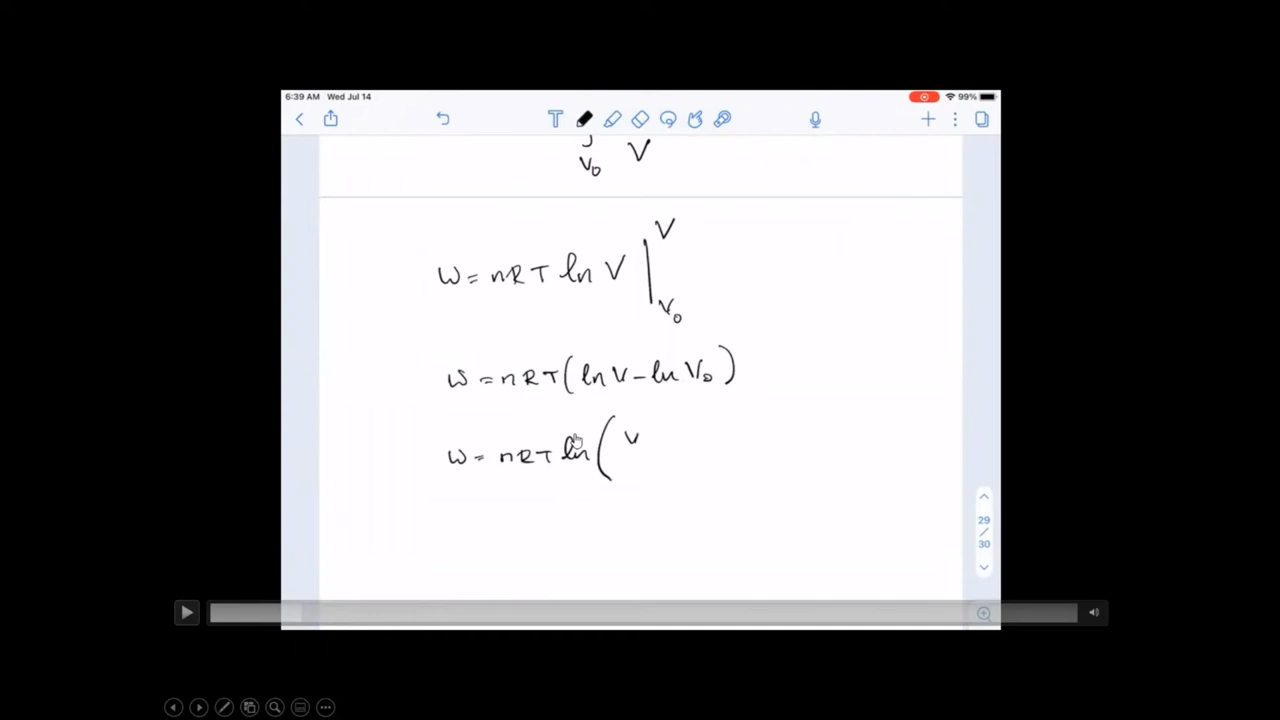 6:39 AM Wed Jul 14
99%
T
V₀ V
W = nRT ln V |
V
V₀
W = nRT (ln V - ln V₀)
W = nRT ln ( V
29
/
30